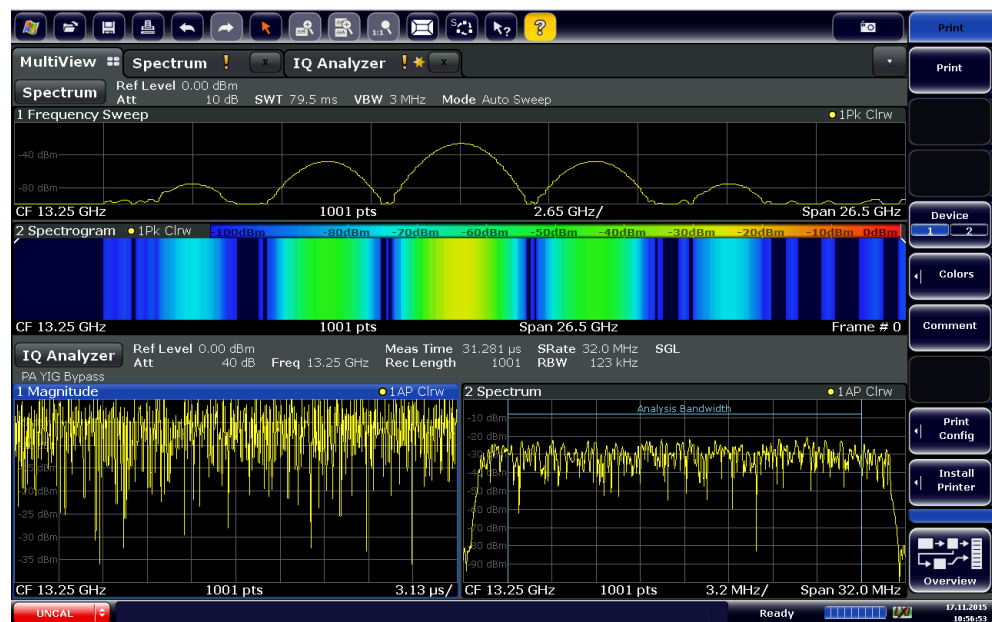 1:1
S
?
?
Print
MultiView
Spectrum !
x
IQ Analyzer !
x
Print
Spectrum
Ref Level 0.00 dBm
Att 10 dB SWT 79.5 ms VBW 3 MHz Mode Auto Sweep
1 Frequency Sweep 1Pk Clrw
-40 dBm
-80 dBm
CF 13.25 GHz 1001 pts 2.65 GHz/ Span 26.5 GHz
Device
1 2
2 Spectrogram 1Pk Clrw -100dBm -80dBm -70dBm -60dBm -50dBm -40dBm -30dBm -20dBm -10dBm 0dBm
Colors
CF 13.25 GHz 1001 pts Span 26.5 GHz Frame # 0
Comment
IQ Analyzer
Ref Level 0.00 dBm Meas Time 31.281 µs SRate 32.0 MHz SGL
Att 40 dB Freq 13.25 GHz Rec Length 1001 RBW 123 kHz
PA YIG Bypass
1 Magnitude 1AP Clrw
-25 dBm
-30 dBm
-35 dBm
CF 13.25 GHz 1001 pts 3.13 µs/
2 Spectrum 1AP Clrw
Analysis Bandwidth
-10 dBm
-20 dBm
-70 dBm
-90 dBm
CF 13.25 GHz 1001 pts 3.2 MHz/ Span 32.0 MHz
Print
Config
Install
Printer
Overview
UNCAL
Ready
17.11.2015
10:56:53